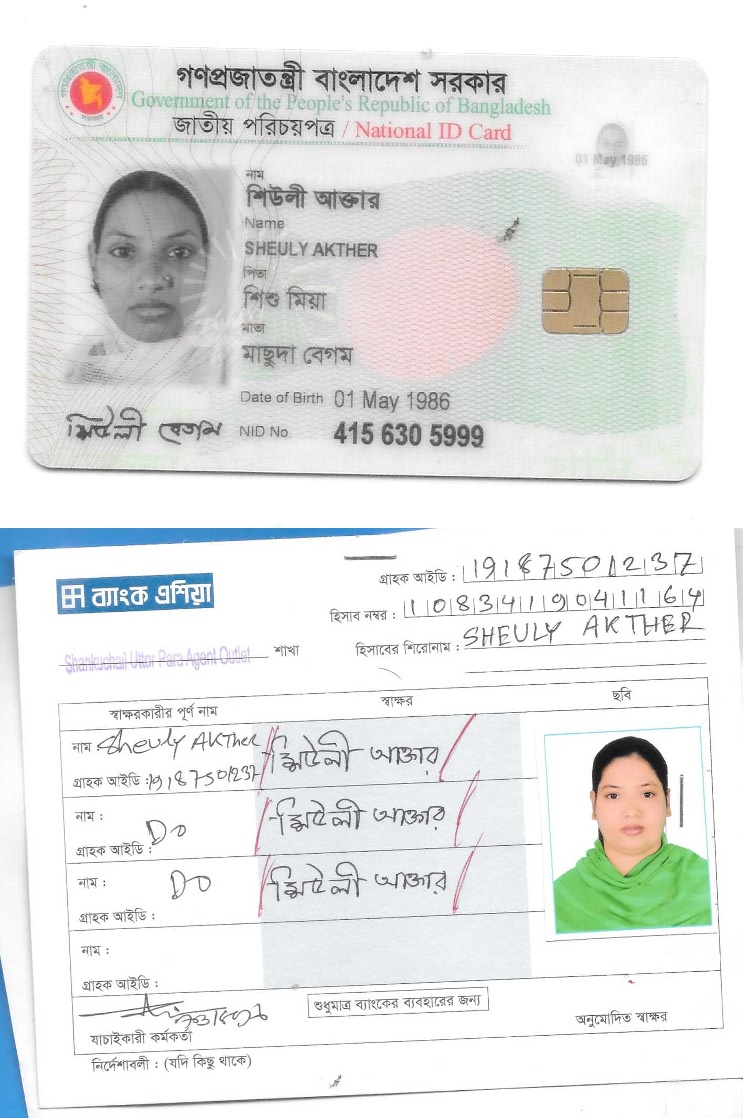 গণপ্রজাতন্ত্রী বাংলাদেশ সরকার
Government of the People's Republic of Bangladesh
জাতীয় পরিচয়পত্র / National ID Card
01 May 1986
নাম
শিউলী আক্তার
Name
SHEULY AKTHER
পিতা
শিশু মিয়া
মাতা
মাছুদা বেগম
Date of Birth 01 May 1986
শিউলী বেগম
NID No. 415 630 5999
ব্যাংক এশিয়া
গ্রাহক আইডি : 19187501237
হিসাব নম্বর : 1083419041164
Shankuchail Uttor Para Agent Outlet শাখা
হিসাবের শিরোনাম : SHEULY AKTHER
স্বাক্ষরকারীর পূর্ণ নাম স্বাক্ষর ছবি
নাম Sheuly AKTher শিউলী আক্তার
গ্রাহক আইডি : 19187501237
নাম : Do শিউলী আক্তার
গ্রাহক আইডি :
নাম : DO শিউলী আক্তার
গ্রাহক আইডি :
নাম :
গ্রাহক আইডি :
শুধুমাত্র ব্যাংকের ব্যবহারের জন্য
যাচাইকারী কর্মকর্তা অনুমোদিত স্বাক্ষর
নির্দেশাবলী : (যদি কিছু থাকে)